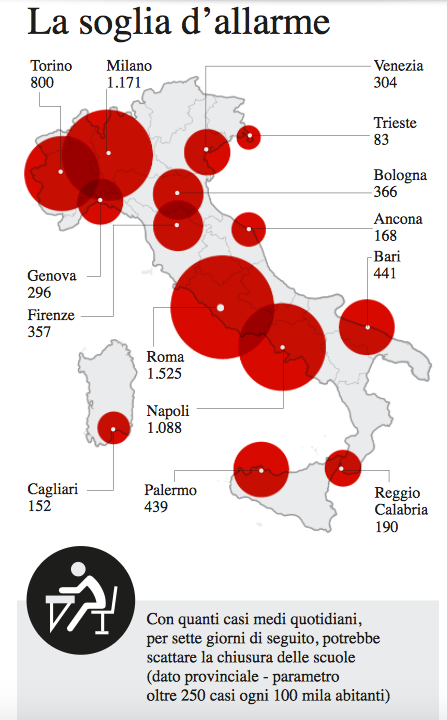 La soglia d’allarme
Torino
800
Milano
1.171
Venezia
304
Trieste
83
Bologna
366
Ancona
168
Bari
441
Genova
296
Firenze
357
Roma
1.525
Napoli
1.088
Cagliari
152
Palermo
439
Reggio
Calabria
190
Con quanti casi medi quotidiani,
per sette giorni di seguito, potrebbe
scattare la chiusura delle scuole
(dato provinciale - parametro
oltre 250 casi ogni 100 mila abitanti)